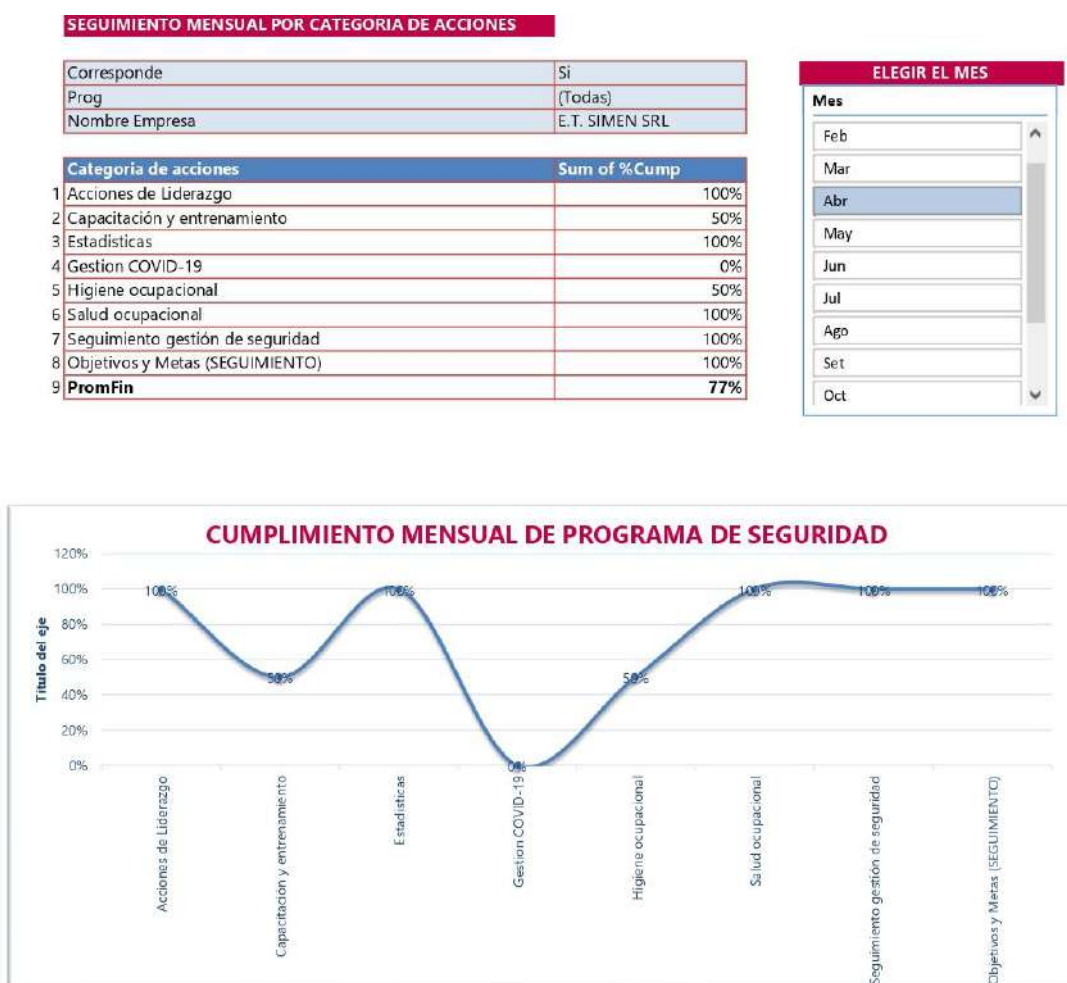 SEGUIMIENTO MENSUAL POR CATEGORIA DE ACCIONES
Corresponde Si
Prog (Todas)
Nombre Empresa E.T. SIMEN SRL
ELEGIR EL MES
Mes
Feb
Mar
Abr
May
Jun
Jul
Ago
Set
Oct
Categoria de acciones Sum of %Cump
1 Acciones de Liderazgo 100%
2 Capacitación y entrenamiento 50%
3 Estadisticas 100%
4 Gestion COVID-19 0%
5 Higiene ocupacional 50%
6 Salud ocupacional 100%
7 Seguimiento gestión de seguridad 100%
8 Objetivos y Metas (SEGUIMIENTO) 100%
9 PromFin 77%
CUMPLIMIENTO MENSUAL DE PROGRAMA DE SEGURIDAD
Titulo del eje
120%
100%
80%
60%
40%
20%
0%
100%
50%
100%
0%
50%
100%
100%
100%
Acciones de Liderazgo
Capacitación y entrenamiento
Estadisticas
Gestion COVID-19
Higiene ocupacional
Salud ocupacional
Seguimiento gestión de seguridad
Objetivos y Metas (SEGUIMIENTO)